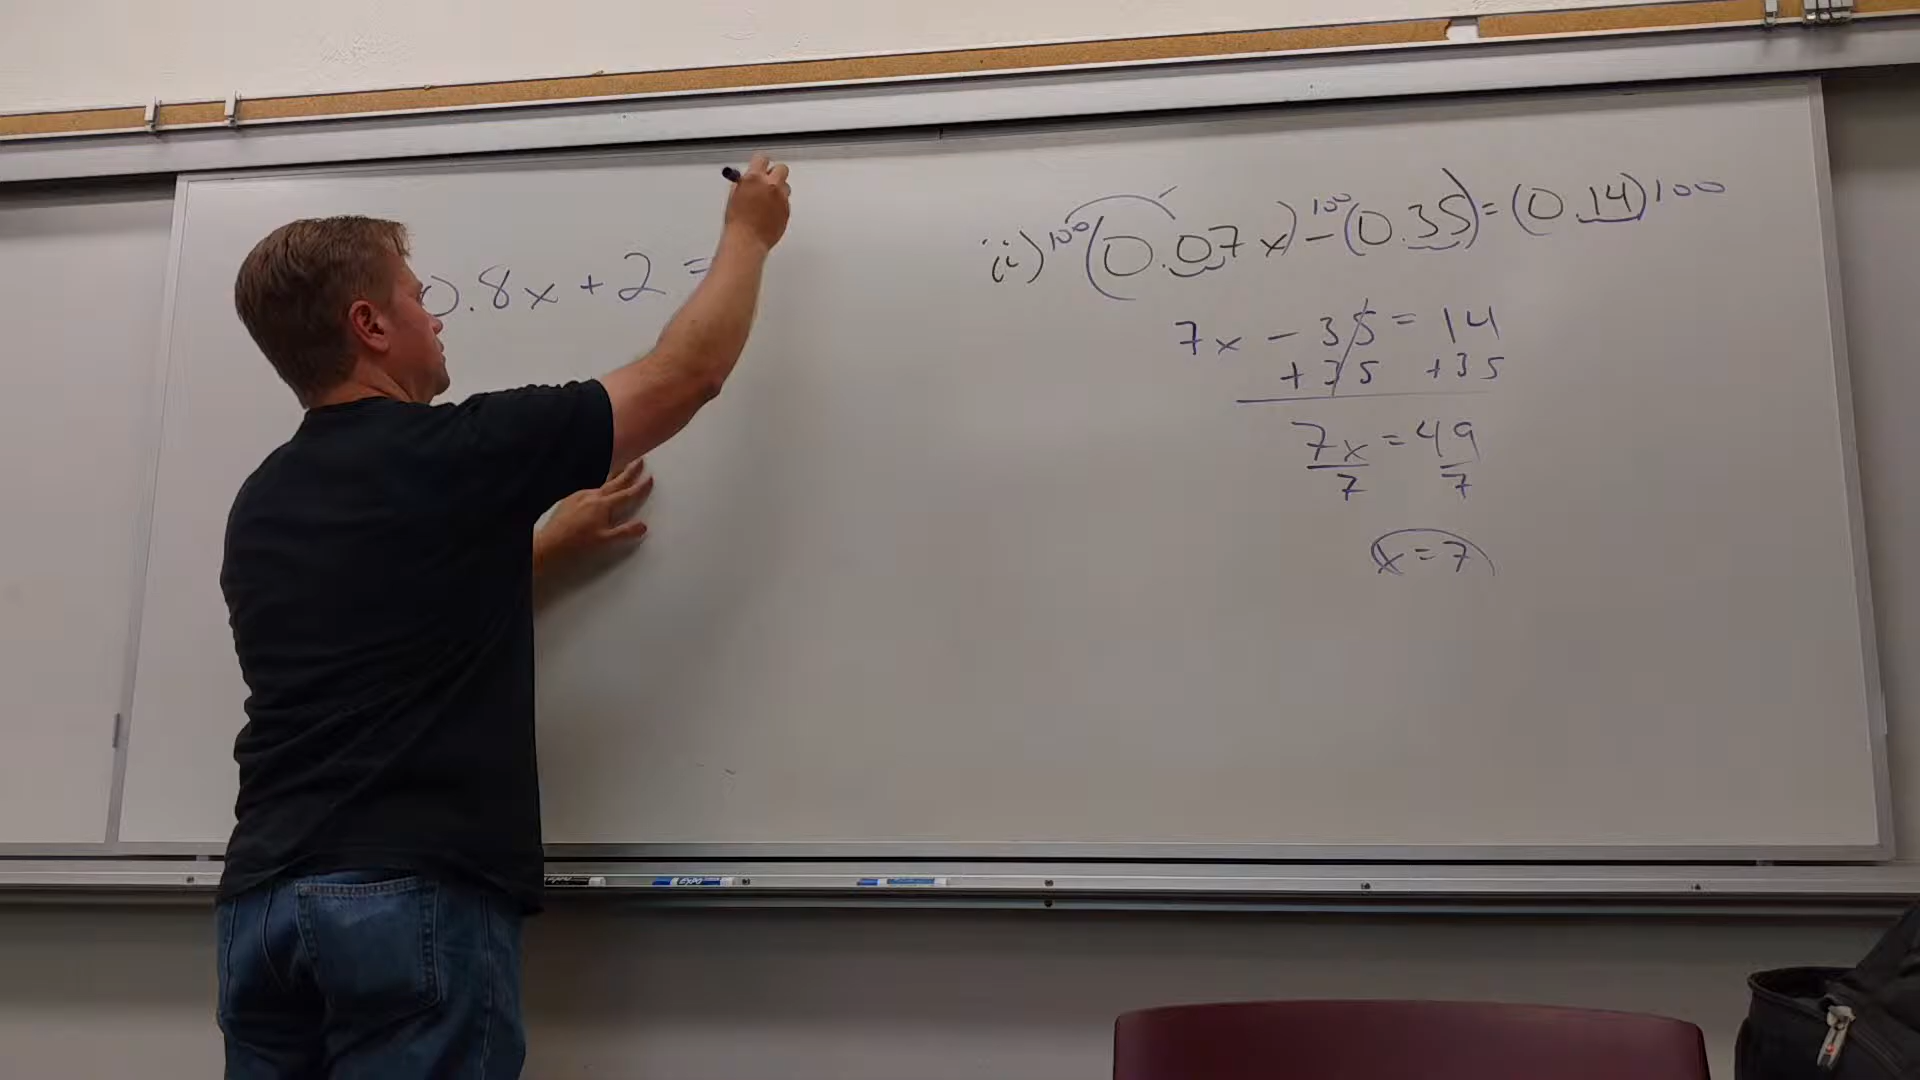 0.8x + 2 =
ii) 100(0.07x) - 100(0.35) = (0.14)100
7x - 35 = 14
+35 +35
7x = 49
7 7
x = 7
EXPO